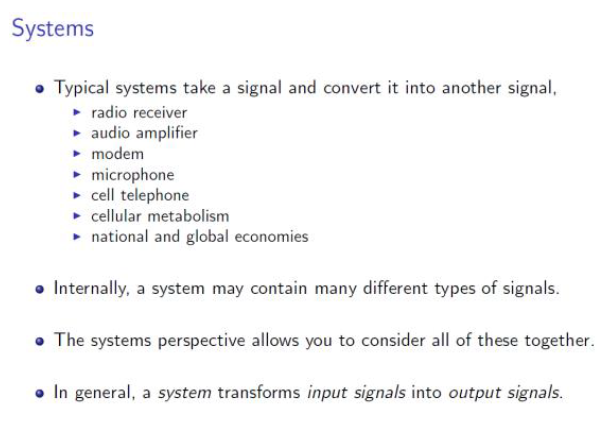 Systems
Typical systems take a signal and convert it into another signal,
radio receiver
audio amplifier
modem
microphone
cell telephone
cellular metabolism
national and global economies
Internally, a system may contain many different types of signals.
The systems perspective allows you to consider all of these together.
In general, a system transforms input signals into output signals.